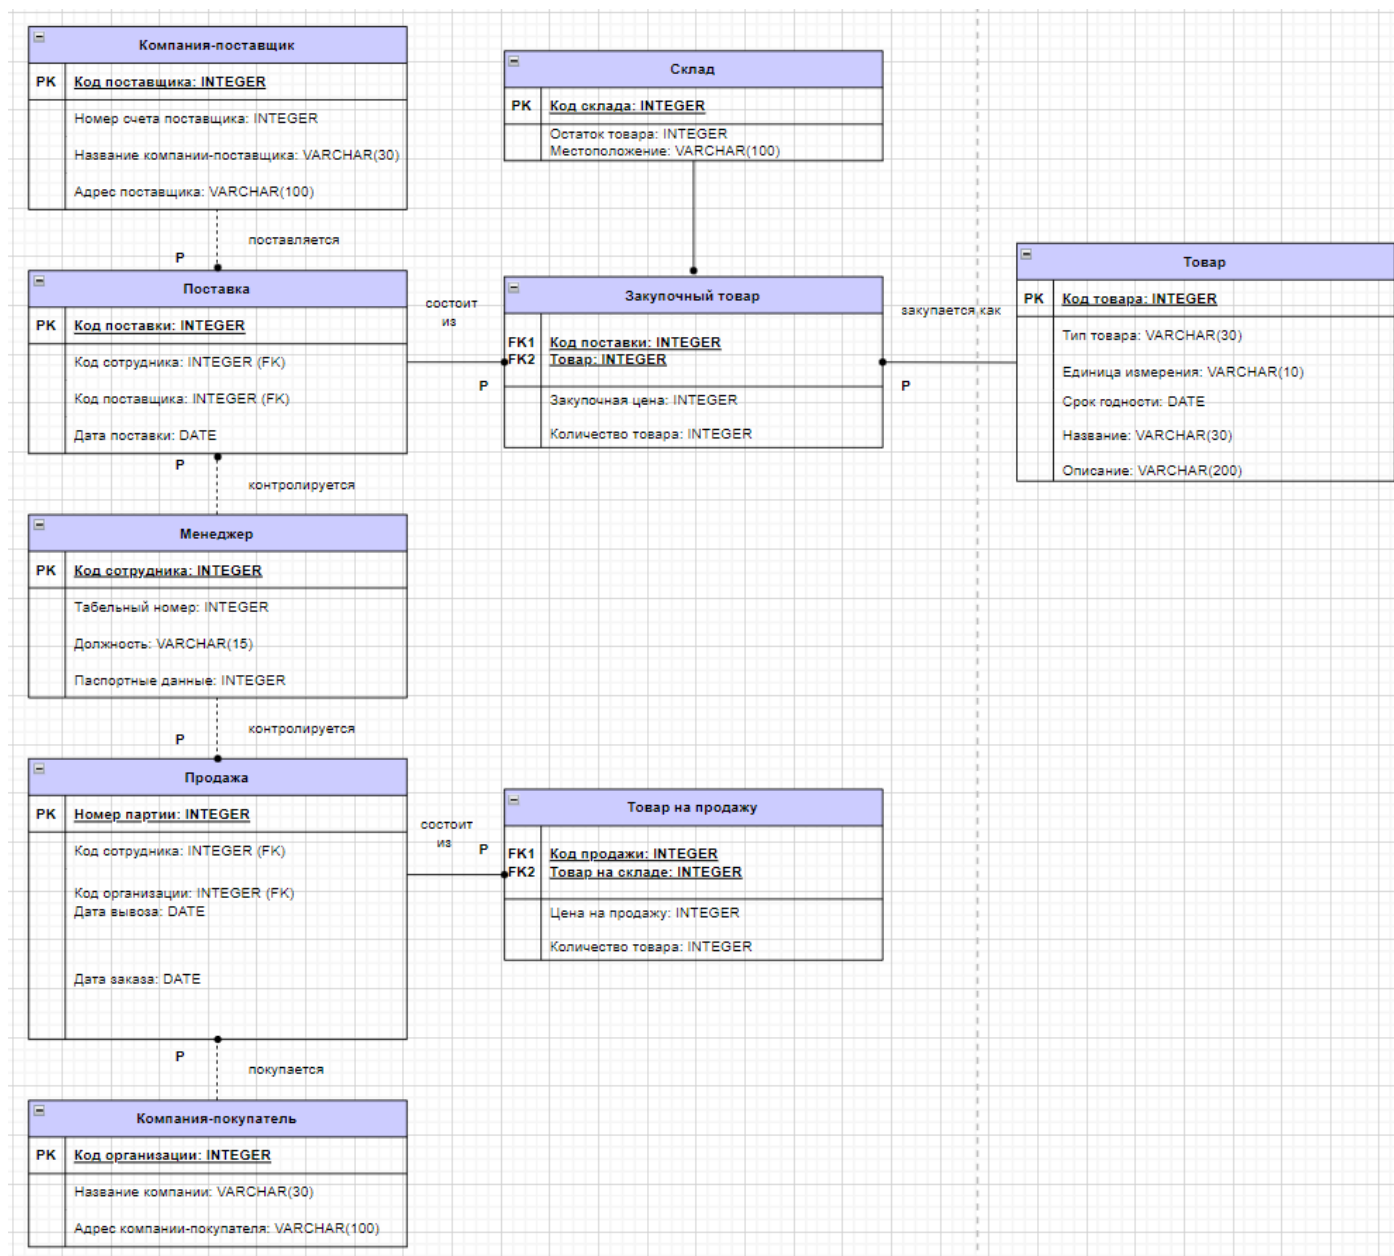 Компания-поставщик
PK Код поставщика: INTEGER
Номер счета поставщика: INTEGER
Название компании-поставщика: VARCHAR(30)
Адрес поставщика: VARCHAR(100)
поставляется
P
Поставка
PK Код поставки: INTEGER
Код сотрудника: INTEGER (FK)
Код поставщика: INTEGER (FK)
Дата поставки: DATE
P
контролируется
Менеджер
PK Код сотрудника: INTEGER
Табельный номер: INTEGER
Должность: VARCHAR(15)
Паспортные данные: INTEGER
контролируется
P
Продажа
PK Номер партии: INTEGER
Код сотрудника: INTEGER (FK)
Код организации: INTEGER (FK)
Дата вывоза: DATE
Дата заказа: DATE
P
покупается
Компания-покупатель
PK Код организации: INTEGER
Название компании: VARCHAR(30)
Адрес компании-покупателя: VARCHAR(100)
Склад
PK Код склада: INTEGER
Остаток товара: INTEGER
Местоположение: VARCHAR(100)
состоит
из
P
Закупочный товар
FK1 Код поставки: INTEGER
FK2 Товар: INTEGER
Закупочная цена: INTEGER
Количество товара: INTEGER
закупается как
P
Товар
PK Код товара: INTEGER
Тип товара: VARCHAR(30)
Единица измерения: VARCHAR(10)
Срок годности: DATE
Название: VARCHAR(30)
Описание: VARCHAR(200)
состоит
из
P
Товар на продажу
FK1 Код продажи: INTEGER
FK2 Товар на складе: INTEGER
Цена на продажу: INTEGER
Количество товара: INTEGER